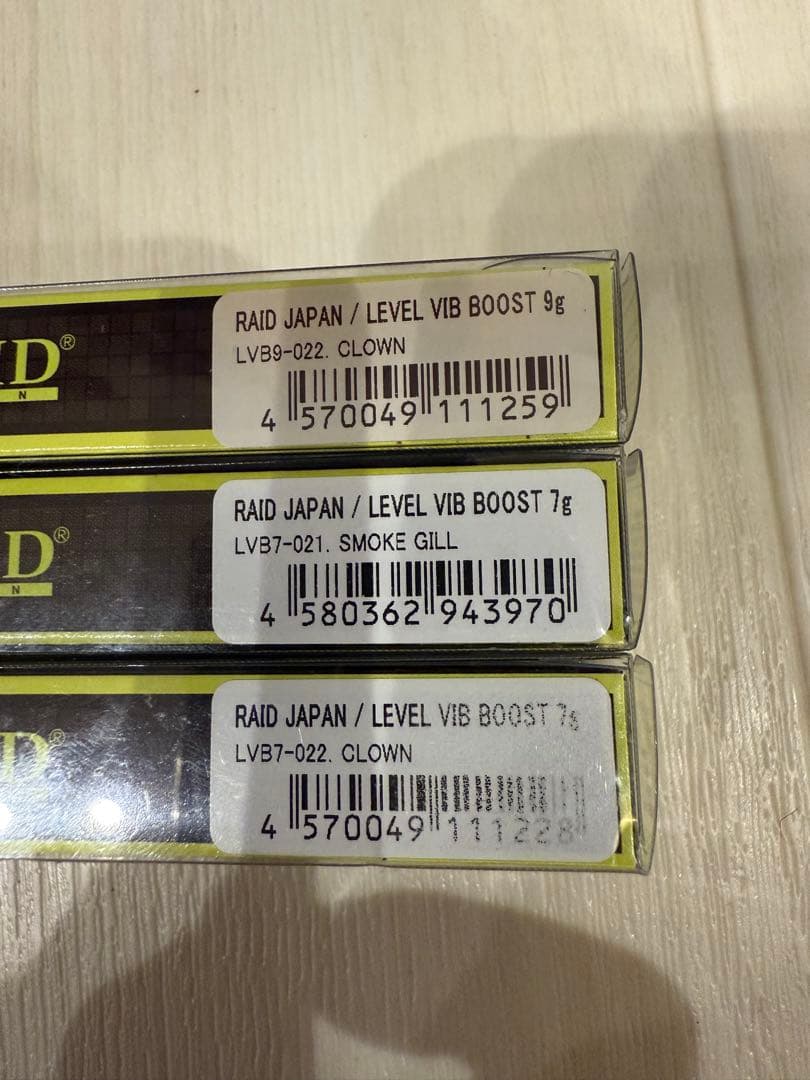 ID®
N
RAID JAPAN / LEVEL VIB BOOST 9g
LVB9-022. CLOWN
4 570049 111259
D®
N
RAID JAPAN / LEVEL VIB BOOST 7g
LVB7-021. SMOKE GILL
4 580362 943970
D®
RAID JAPAN / LEVEL VIB BOOST 7g
LVB7-022. CLOWN
4 570049 111228